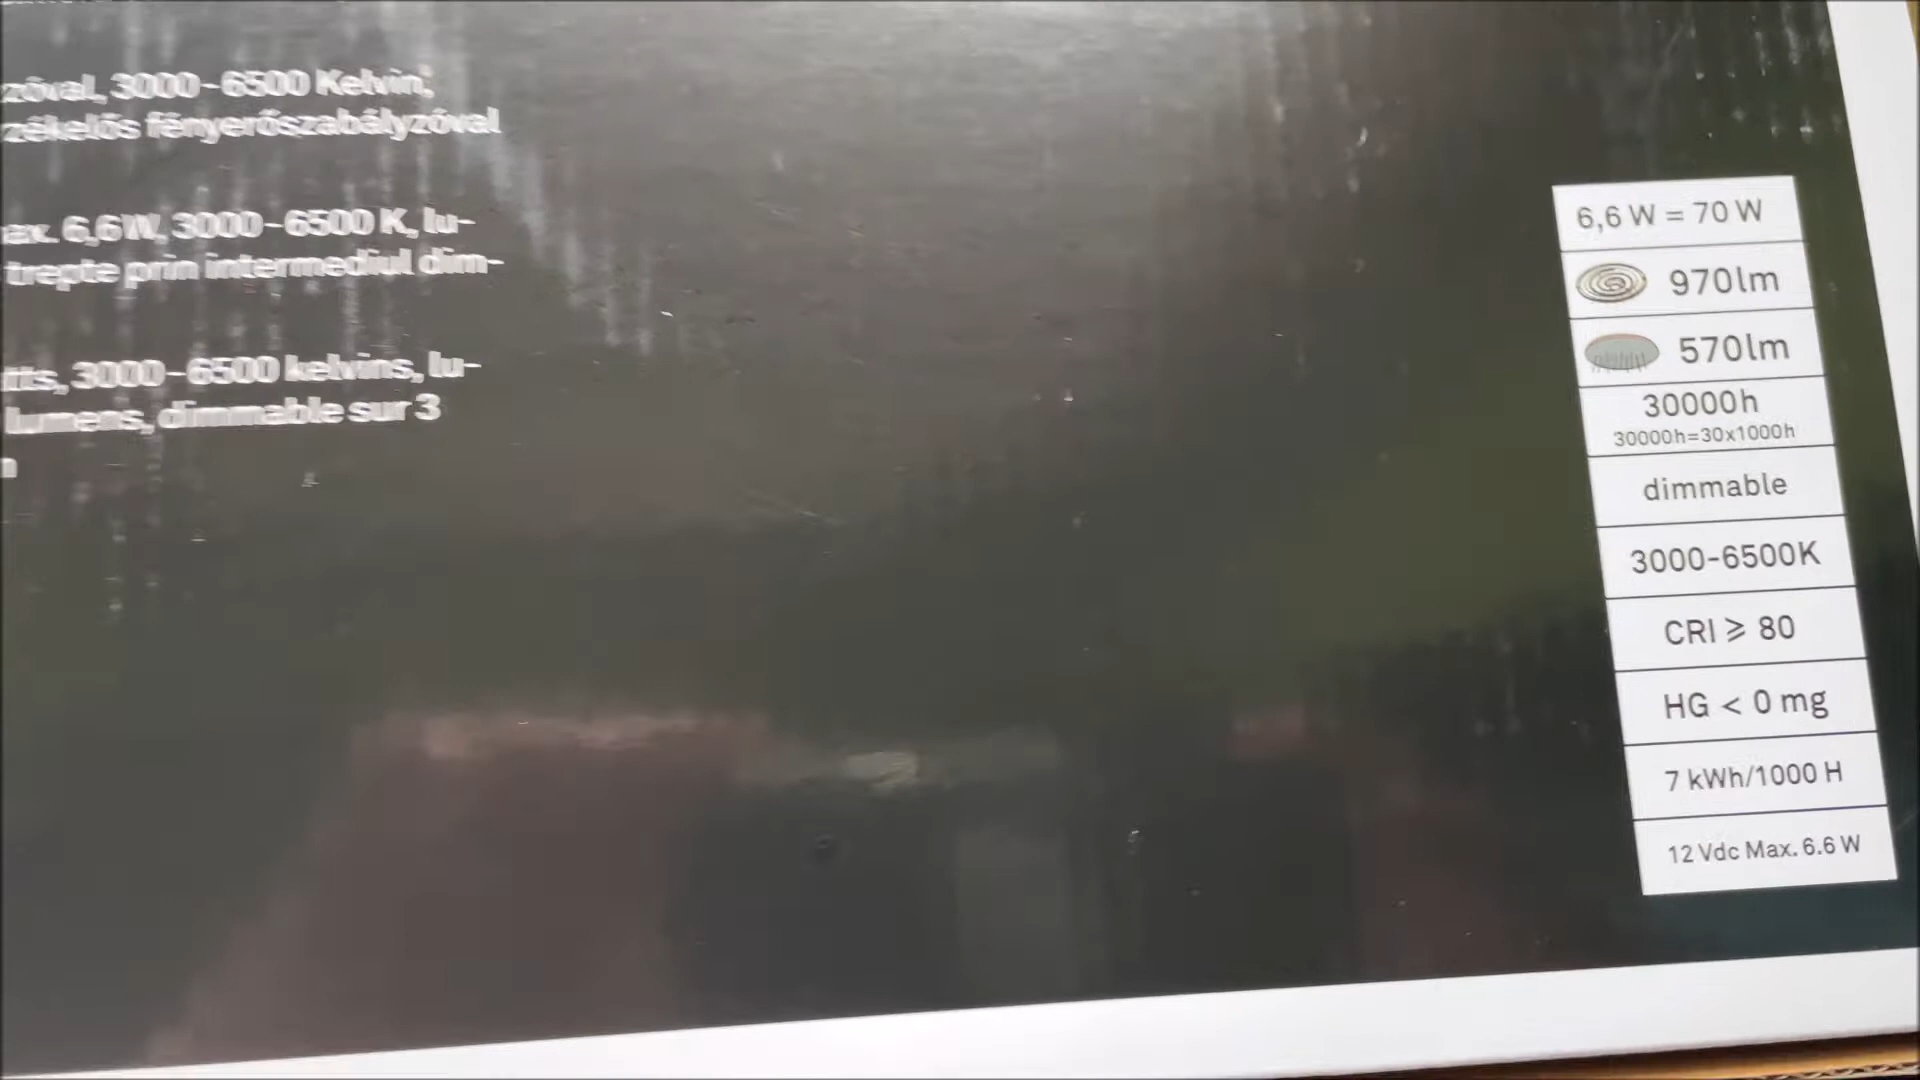 zóval, 3000-6500 Kelvin,
zékelős fényerőszabályzóval
ax. 6,6W, 3000-6500 K, lu-
trepte prin intermediul dim-
tts, 3000-6500 kelvins, lu-
lumens, dimmable sur 3
n
6,6 W = 70 W
970lm
570lm
30000h
30000h=30x1000h
dimmable
3000-6500K
CRI ⩾ 80
HG < 0 mg
7 kWh/1000 H
12 Vdc Max. 6.6 W